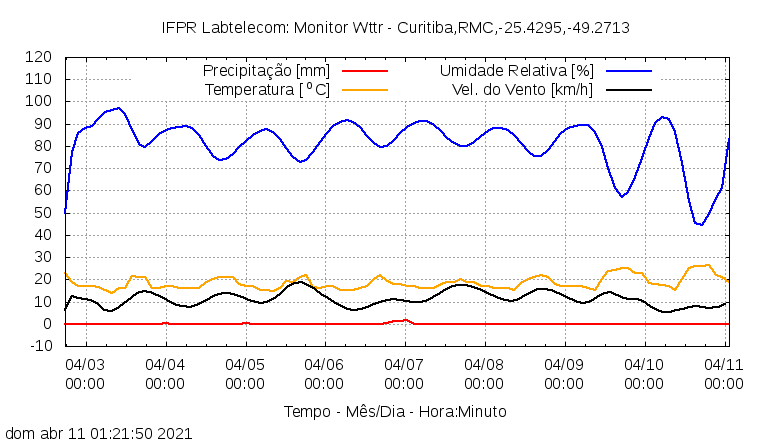 IFPR Labtelecom: Monitor Wttr - Curitiba,RMC,-25.4295,-49.2713
Precipitação [mm]
Temperatura [ ⁰C]
Umidade Relativa [%]
Vel. do Vento [km/h]
120
110
100
90
80
70
60
50
40
30
20
10
0
-10
04/03 04/04 04/05 04/06 04/07 04/08 04/09 04/10 04/11
00:00 00:00 00:00 00:00 00:00 00:00 00:00 00:00 00:00
Tempo - Mês/Dia - Hora:Minuto
dom abr 11 01:21:50 2021